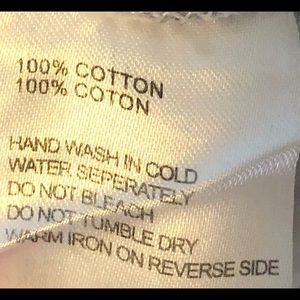 100% COTTON
100% COTON
HAND WASH IN COLD
WATER SEPERATELY
DO NOT BLEACH
DO NOT TUMBLE DRY
WARM IRON ON REVERSE SIDE